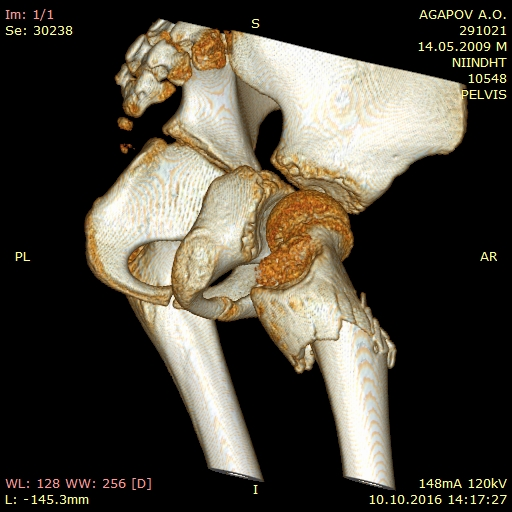 Im: 1/1
Se: 30238
S
AGAPOV A.O.
291021
14.05.2009 M
NIINDHT
10548
PELVIS
PL
AR
WL: 128 WW: 256 [D]
L: -145.3mm
I
148mA 120kV
10.10.2016 14:17:27